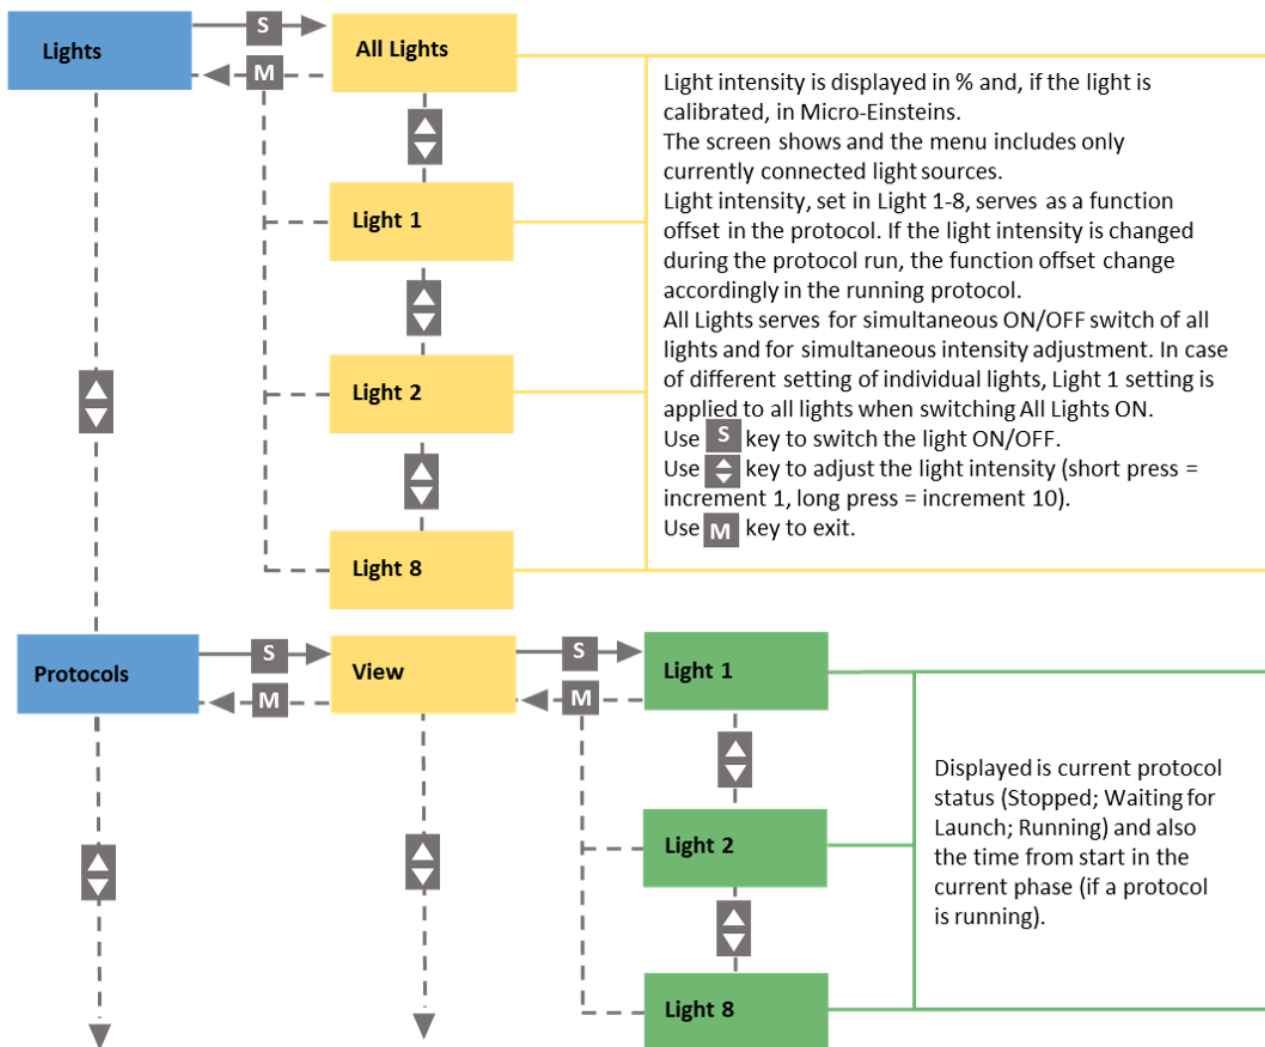 Lights
S
All Lights
M
Light intensity is displayed in % and, if the light is
calibrated, in Micro-Einsteins.
The screen shows and the menu includes only
currently connected light sources.
Light intensity, set in Light 1-8, serves as a function
offset in the protocol. If the light intensity is changed
during the protocol run, the function offset change
accordingly in the running protocol.
All Lights serves for simultaneous ON/OFF switch of all
lights and for simultaneous intensity adjustment. In case
of different setting of individual lights, Light 1 setting is
applied to all lights when switching All Lights ON.
Use S key to switch the light ON/OFF.
Use key to adjust the light intensity (short press =
increment 1, long press = increment 10).
Use M key to exit.
Light 1
Light 2
Light 8
Protocols
S
M
View
S
M
Light 1
Light 2
Light 8
Displayed is current protocol
status (Stopped; Waiting for
Launch; Running) and also
the time from start in the
current phase (if a protocol
is running).